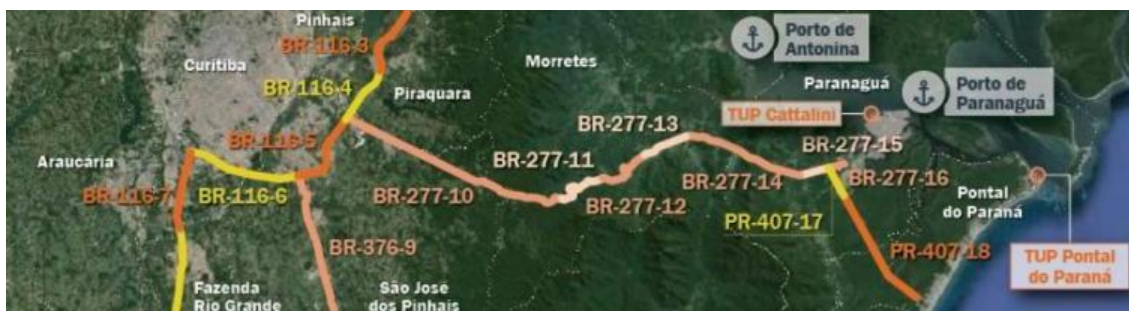 Pinhais
BR-116-3
Curitiba
BR-116-4
Piraquara
Morretes
Porto de
Antonina
Paranaguá
Porto de
Paranaguá
TUP Cattalini
BR-116-5
BR-277-13
BR-277-15
Araucária
BR-116-7
BR-116-6
BR-277-10
BR-277-11
BR-277-12
BR-277-14
BR-277-16
Pontal
do Paraná
BR-376-9
PR-407-17
PR-407-18
TUP Pontal
do Paraná
Fazenda
Rio Grande
São José
dos Pinhais